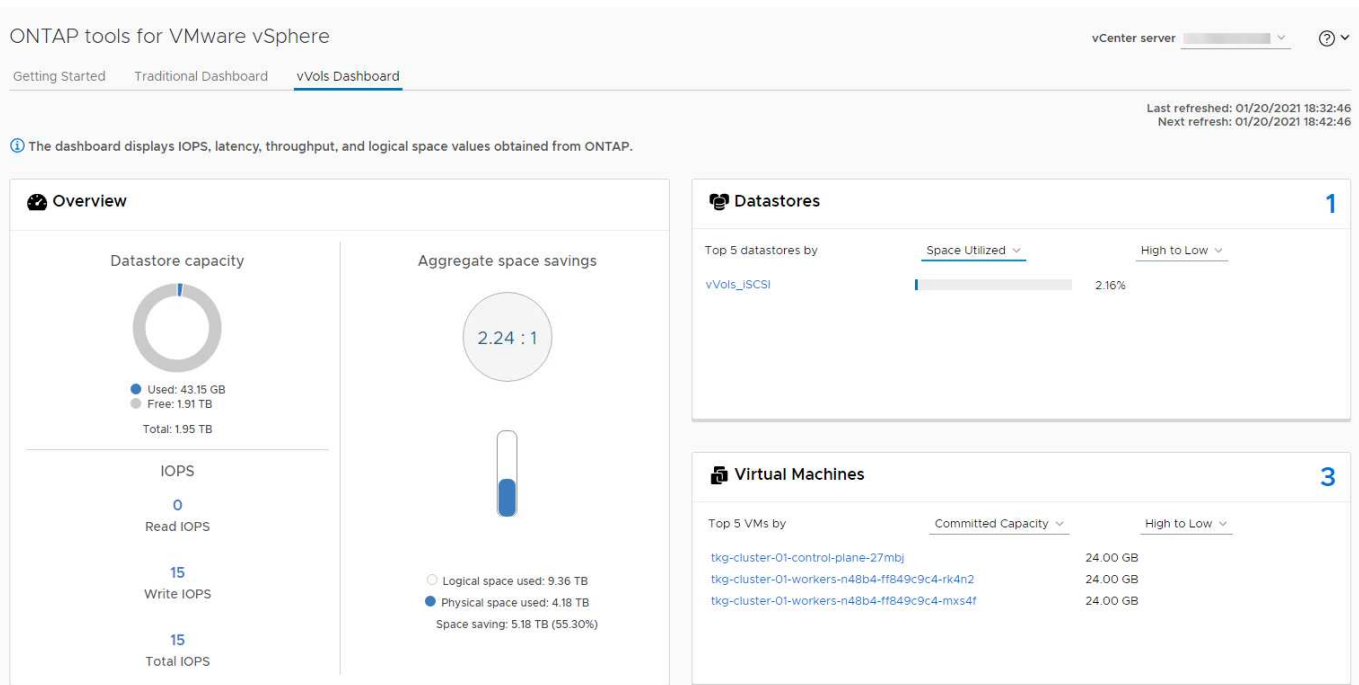 ONTAP tools for VMware vSphere
vCenter server
Getting Started Traditional Dashboard vVols Dashboard
Last refreshed: 01/20/2021 18:32:46
Next refresh: 01/20/2021 18:42:46
The dashboard displays IOPS, latency, throughput, and logical space values obtained from ONTAP.
Overview
Datastore capacity
Used: 43.15 GB
Free: 1.91 TB
Total: 1.95 TB
IOPS
0
Read IOPS
15
Write IOPS
15
Total IOPS
Aggregate space savings
2.24 : 1
Logical space used: 9.36 TB
Physical space used: 4.18 TB
Space saving: 5.18 TB (55.30%)
Datastores 1
Top 5 datastores by Space Utilized High to Low
vVols_iSCSI 2.16%
Virtual Machines 3
Top 5 VMs by Committed Capacity High to Low
tkg-cluster-01-control-plane-27mbj 24.00 GB
tkg-cluster-01-workers-n48b4-ff849c9c4-rk4n2 24.00 GB
tkg-cluster-01-workers-n48b4-ff849c9c4-mxs4f 24.00 GB